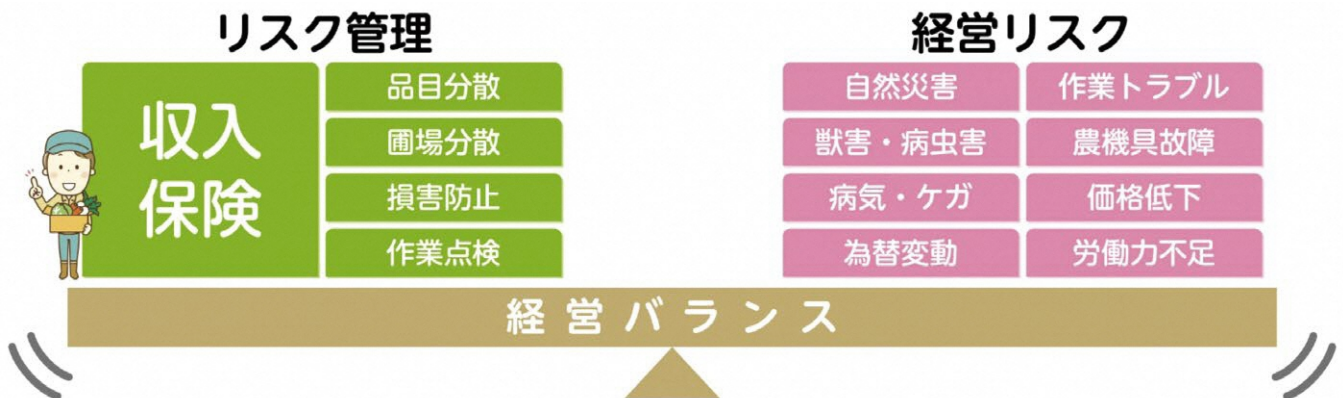 リスク管理
収入
保険
品目分散
圃場分散
損害防止
作業点検
経営リスク
自然災害
作業トラブル
獣害・病虫害
農機具故障
病気・ケガ
価格低下
為替変動
労働力不足
経営バランス